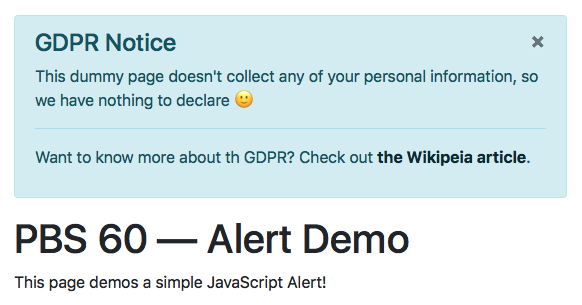 GDPR Notice ×
This dummy page doesn't collect any of your personal information, so
we have nothing to declare 🙂
Want to know more about th GDPR? Check out the Wikipeia article.
PBS 60 — Alert Demo
This page demos a simple JavaScript Alert!